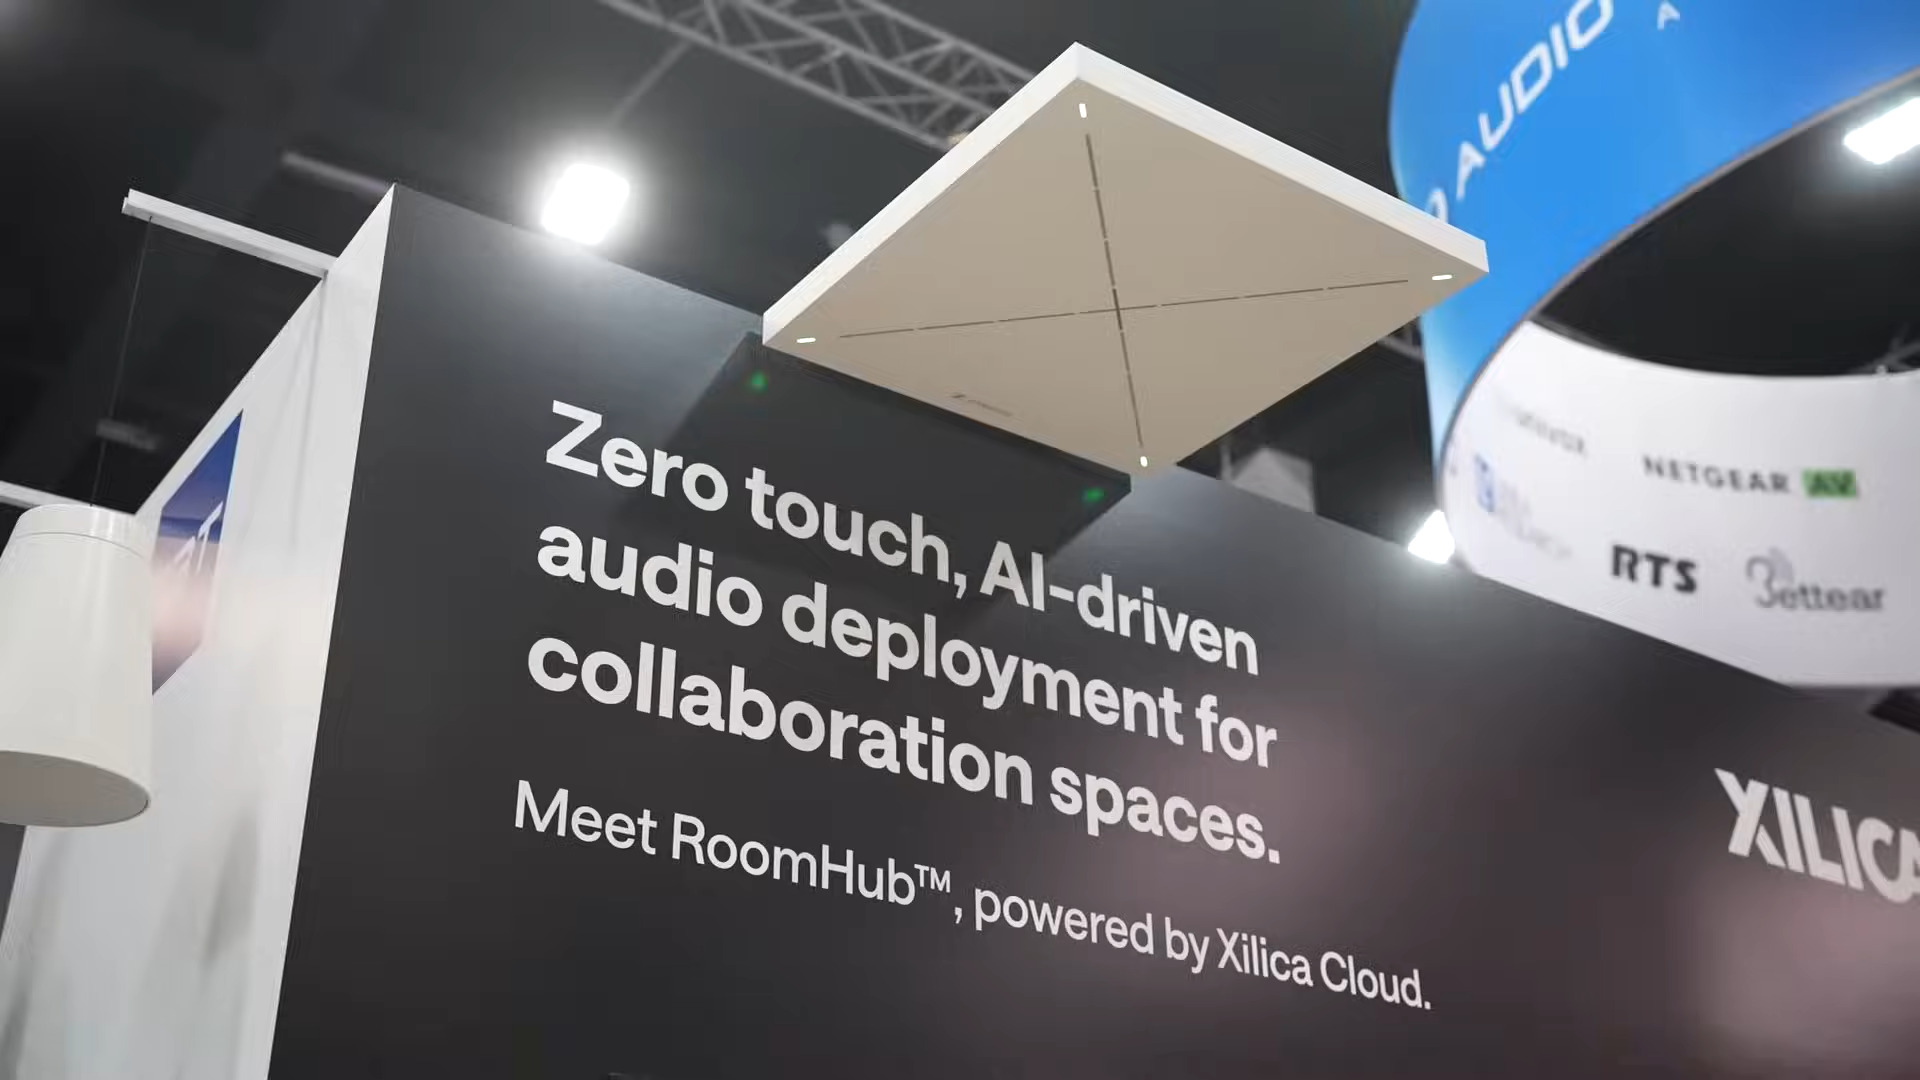 Zero touch, AI-driven
audio deployment for
collaboration spaces.
Meet RoomHub™, powered by Xilica Cloud.
XILICA
AUDIO
NETGEAR AV
RTS